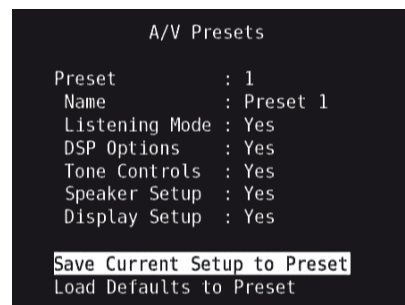 A/V Presets
Preset : 1
Name : Preset 1
Listening Mode : Yes
DSP Options : Yes
Tone Controls : Yes
Speaker Setup : Yes
Display Setup : Yes
Save Current Setup to Preset
Load Defaults to Preset